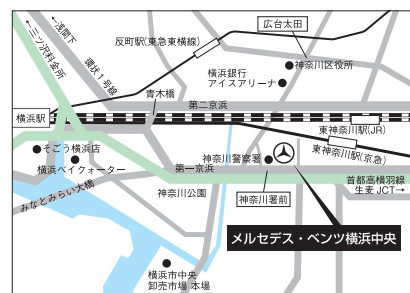 ←浅間下
←三ツ沢料金所
環状1号線
反町駅(東急東横線)
広台太田
神奈川区役所
横浜銀行
アイスアリーナ
青木橋
第二京浜
横浜駅
東神奈川駅(JR)
東神奈川駅(京急)
そごう横浜店
横浜ベイクォーター
神奈川警察署
第一京浜
みなとみらい大橋
神奈川公園
神奈川署前
首都高横羽線
生麦JCT→
メルセデス・ベンツ横浜中央
横浜市中央
卸売市場 本場